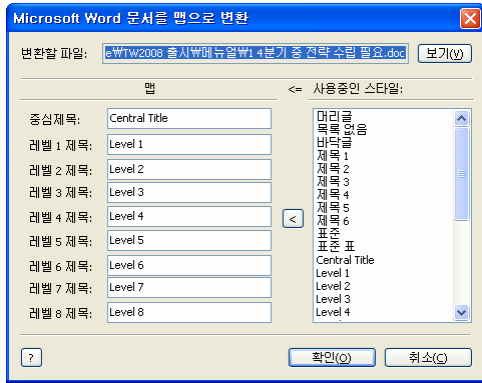 Microsoft Word 문서를 맵으로 변환
변환할 파일: e₩TW2008 출시₩메뉴얼₩1 4분기 중 전략 수립 필요.doc 보기(V)
맵 <= 사용중인 스타일:
중심제목: Central Title
레벨 1 제목: Level 1
레벨 2 제목: Level 2
레벨 3 제목: Level 3
레벨 4 제목: Level 4
레벨 5 제목: Level 5
레벨 6 제목: Level 6
레벨 7 제목: Level 7
레벨 8 제목: Level 8
<
머리글
목록 없음
바닥글
제목 1
제목 2
제목 3
제목 4
제목 5
제목 6
표준
표준 표
Central Title
Level 1
Level 2
Level 3
Level 4
? 확인(O) 취소(C)